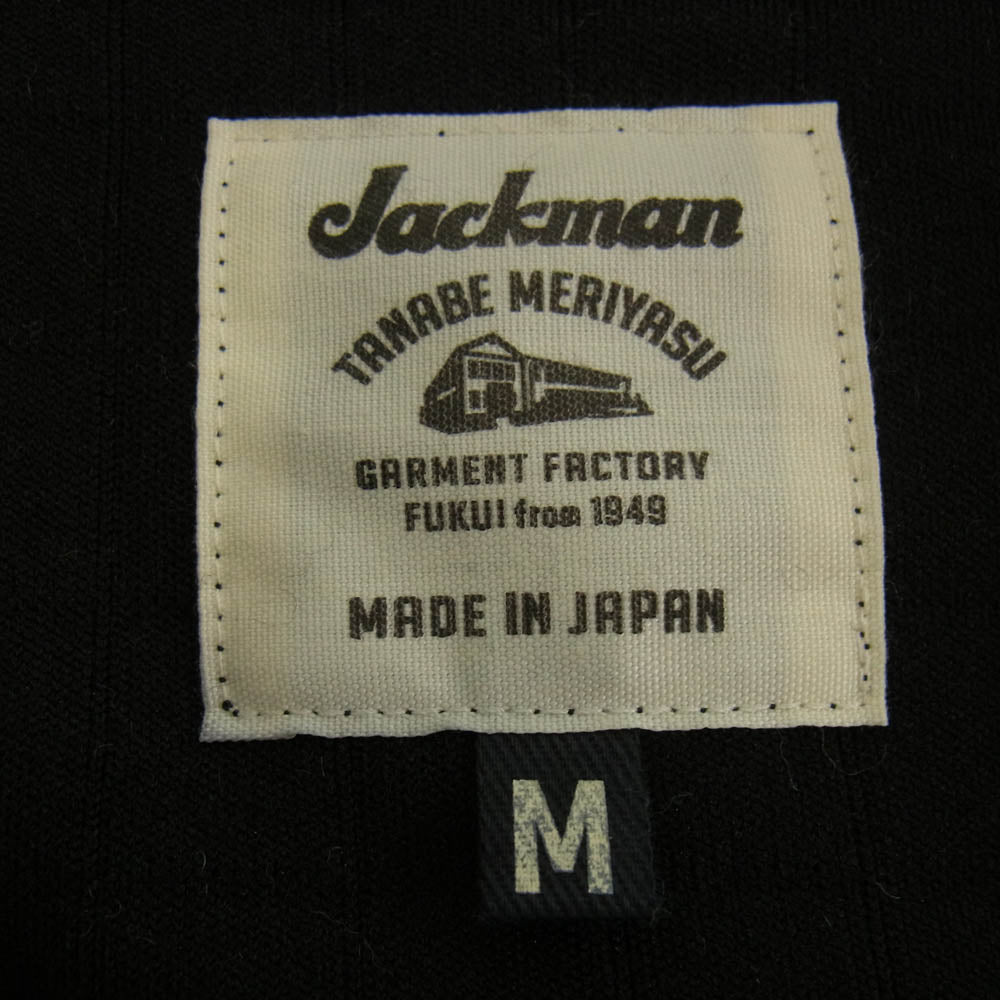 Jackman
TANABE MERIYASU
GARMENT FACTORY
FUKUI from 1949
MADE IN JAPAN
M